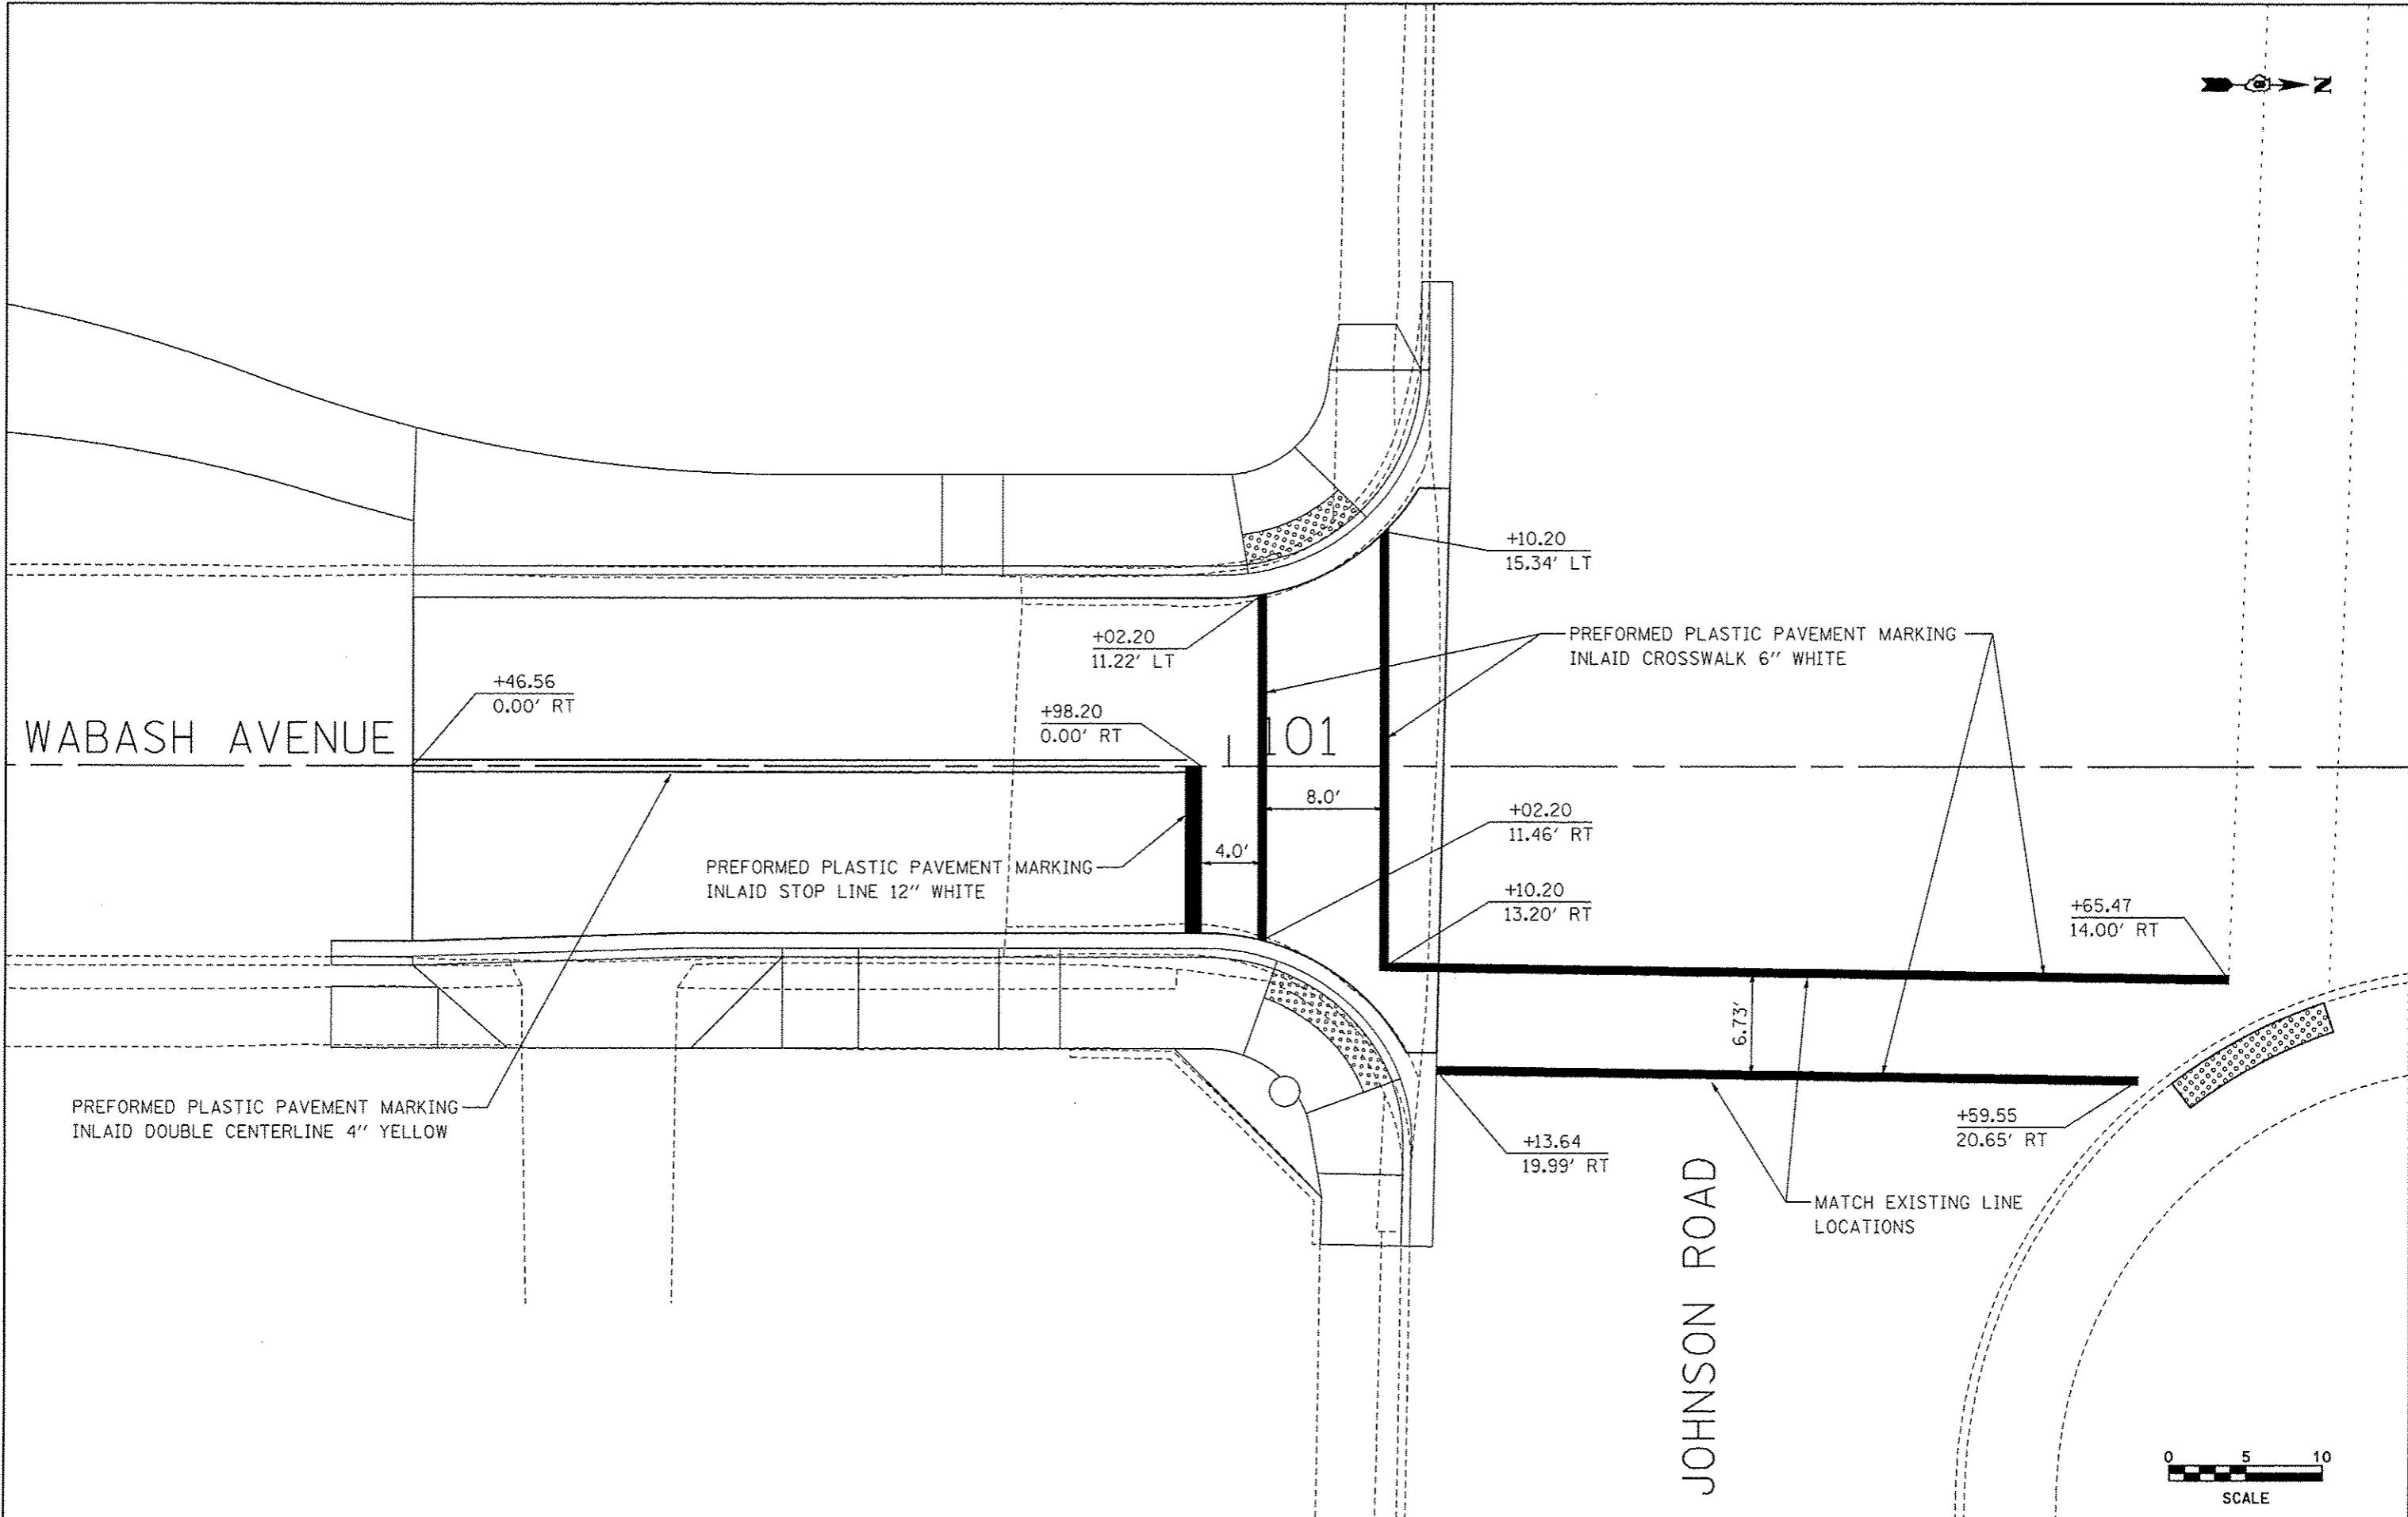 N
+10.20
15.34' LT
PREFORMED PLASTIC PAVEMENT MARKING
INLAID CROSSWALK 6" WHITE
+02.20
11.22' LT
+46.56
0.00' RT
+98.20
0.00' RT
WABASH AVENUE
101
8.0'
+02.20
11.46' RT
4.0'
PREFORMED PLASTIC PAVEMENT MARKING
INLAID STOP LINE 12" WHITE
+10.20
13.20' RT
+65.47
14.00' RT
6.73'
PREFORMED PLASTIC PAVEMENT MARKING
INLAID DOUBLE CENTERLINE 4" YELLOW
+59.55
20.65' RT
+13.64
19.99' RT
MATCH EXISTING LINE
LOCATIONS
JOHNSON ROAD
0 5 10
SCALE